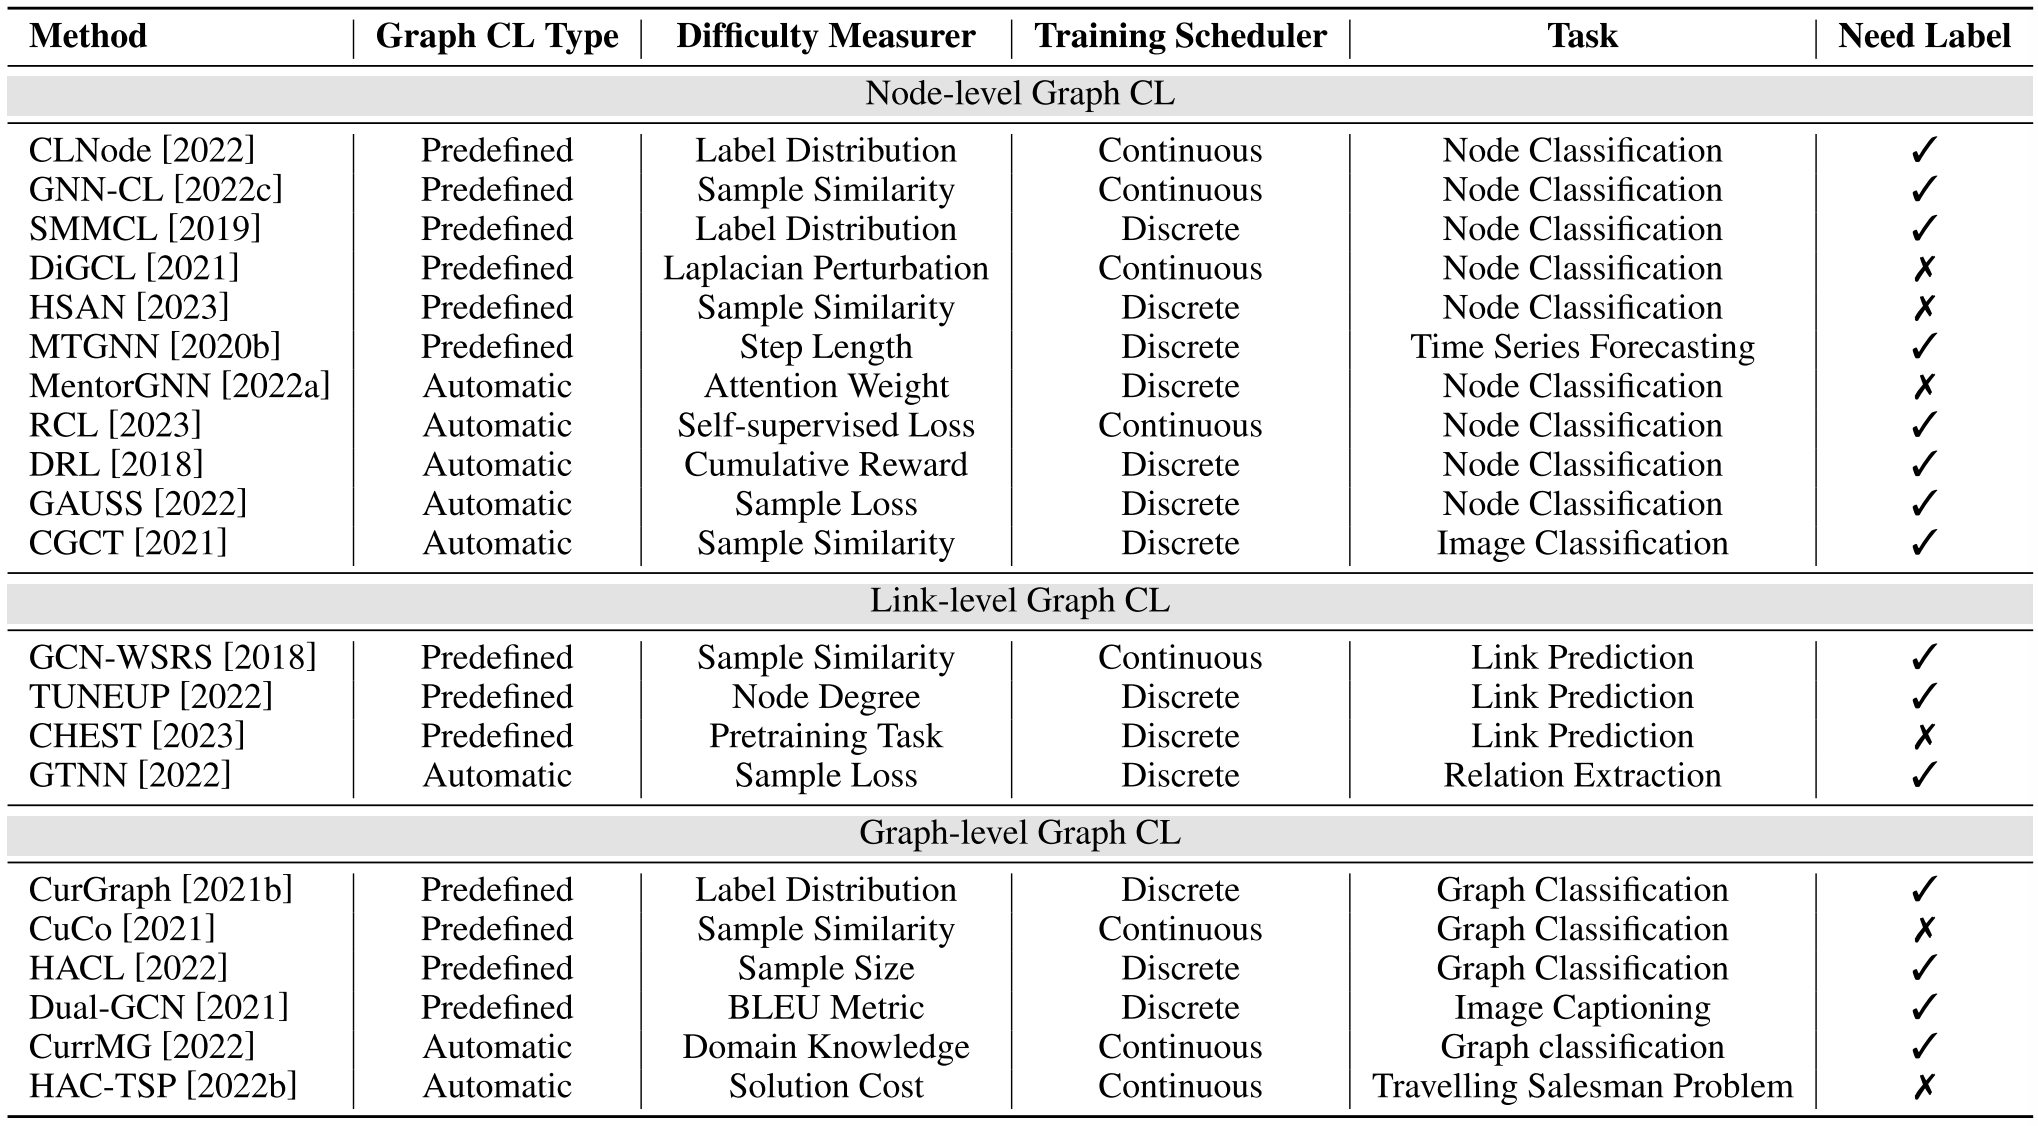 Method Graph CL Type Difficulty Measurer Training Scheduler Task Need Label
Node-level Graph CL
CLNode [2022] Predefined Label Distribution Continuous Node Classification ✓
GNN-CL [2022c] Predefined Sample Similarity Continuous Node Classification ✓
SMMCL [2019] Predefined Label Distribution Discrete Node Classification ✓
DiGCL [2021] Predefined Laplacian Perturbation Continuous Node Classification ✗
HSAN [2023] Predefined Sample Similarity Discrete Node Classification ✗
MTGNN [2020b] Predefined Step Length Discrete Time Series Forecasting ✓
MentorGNN [2022a] Automatic Attention Weight Discrete Node Classification ✗
RCL [2023] Automatic Self-supervised Loss Continuous Node Classification ✓
DRL [2018] Automatic Cumulative Reward Discrete Node Classification ✓
GAUSS [2022] Automatic Sample Loss Discrete Node Classification ✓
CGCT [2021] Automatic Sample Similarity Discrete Image Classification ✓
Link-level Graph CL
GCN-WSRS [2018] Predefined Sample Similarity Continuous Link Prediction ✓
TUNEUP [2022] Predefined Node Degree Discrete Link Prediction ✓
CHEST [2023] Predefined Pretraining Task Discrete Link Prediction ✗
GTNN [2022] Automatic Sample Loss Discrete Relation Extraction ✓
Graph-level Graph CL
CurGraph [2021b] Predefined Label Distribution Discrete Graph Classification ✓
CuCo [2021] Predefined Sample Similarity Continuous Graph Classification ✗
HACL [2022] Predefined Sample Size Discrete Graph Classification ✓
Dual-GCN [2021] Predefined BLEU Metric Discrete Image Captioning ✓
CurrMG [2022] Automatic Domain Knowledge Continuous Graph classification ✓
HAC-TSP [2022b] Automatic Solution Cost Continuous Travelling Salesman Problem ✗